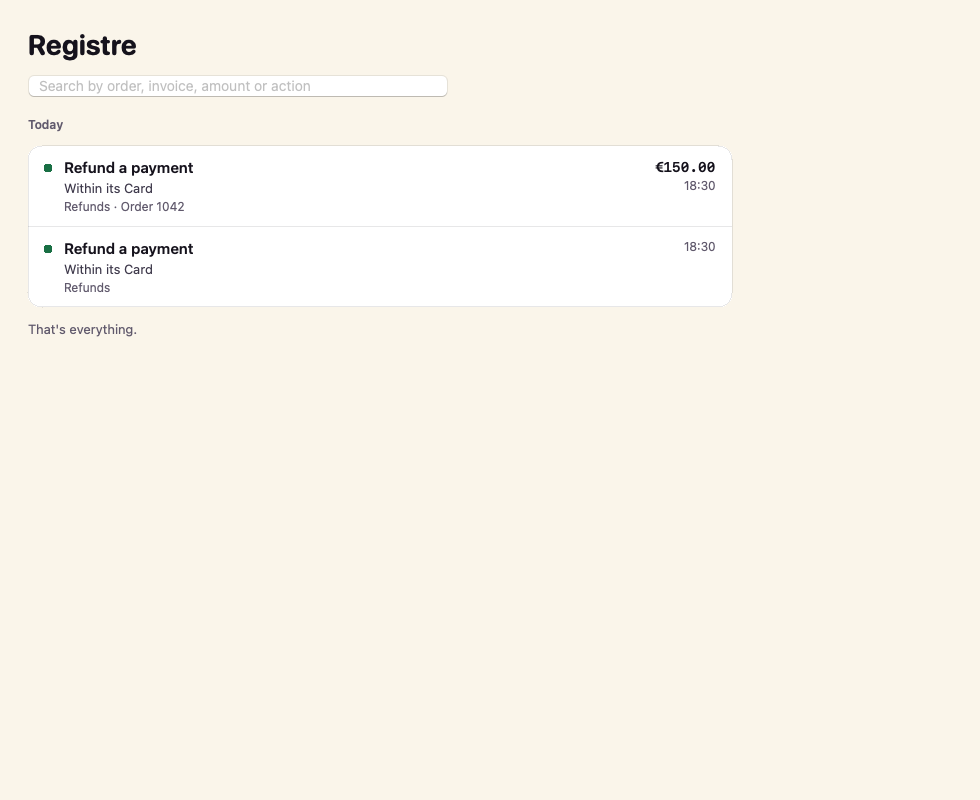 Registre
Search by order, invoice, amount or action
Today
Refund a payment
€150.00
Within its Card
18:30
Refunds · Order 1042
Refund a payment
18:30
Within its Card
Refunds
That's everything.